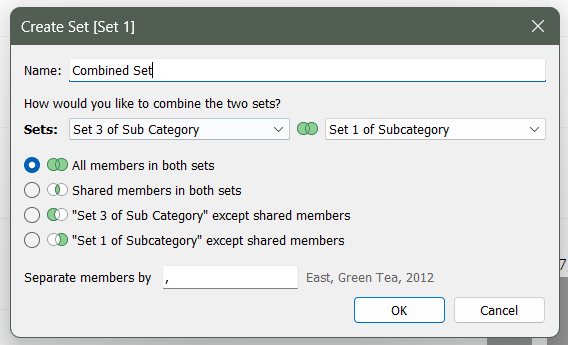 Create Set [Set 1]
Name: Combined Set
How would you like to combine the two sets?
Sets: Set 3 of Sub Category Set 1 of Subcategory
All members in both sets
Shared members in both sets
"Set 3 of Sub Category" except shared members
"Set 1 of Subcategory" except shared members
Separate members by , East, Green Tea, 2012
7
OK Cancel